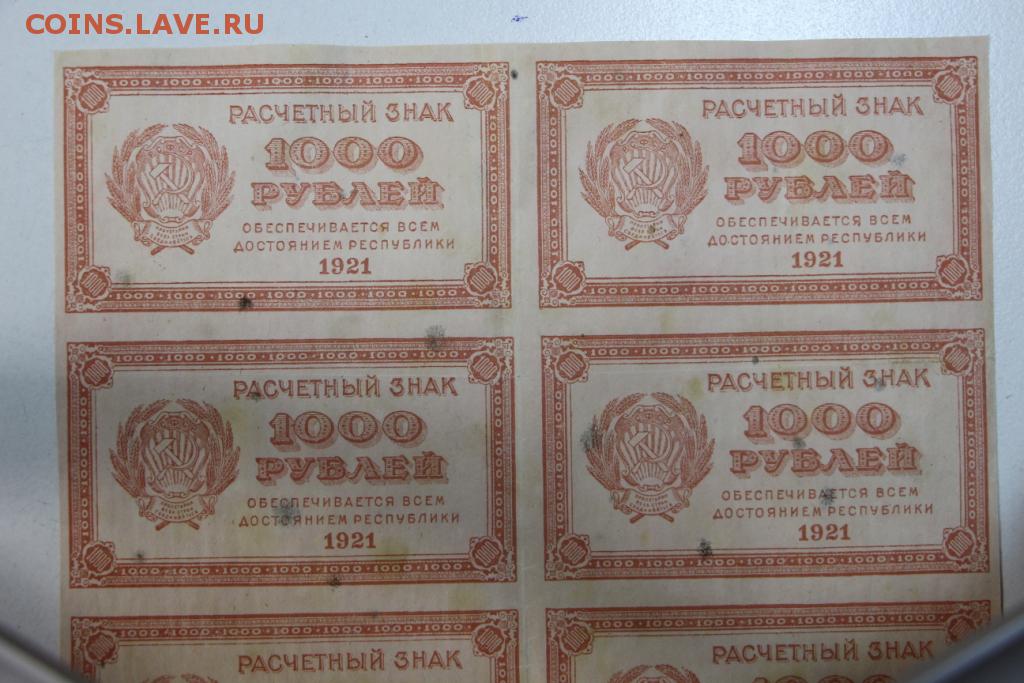 COINS.LAVE.RU
РАСЧЕТНЫЙ ЗНАК
1000
РУБЛЕЙ
ОБЕСПЕЧИВАЕТСЯ ВСЕМ
ДОСТОЯНИЕМ РЕСПУБЛИКИ
1921
РАСЧЕТНЫЙ ЗНАК
1000
РУБЛЕЙ
ОБЕСПЕЧИВАЕТСЯ ВСЕМ
ДОСТОЯНИЕМ РЕСПУБЛИКИ
1921
РАСЧЕТНЫЙ ЗНАК
1000
РУБЛЕЙ
ОБЕСПЕЧИВАЕТСЯ ВСЕМ
ДОСТОЯНИЕМ РЕСПУБЛИКИ
1921
РАСЧЕТНЫЙ ЗНАК
1000
РУБЛЕЙ
ОБЕСПЕЧИВАЕТСЯ ВСЕМ
ДОСТОЯНИЕМ РЕСПУБЛИКИ
1921
РАСЧЕТНЫЙ ЗНАК
РАСЧЕТНЫЙ ЗНАК
1000